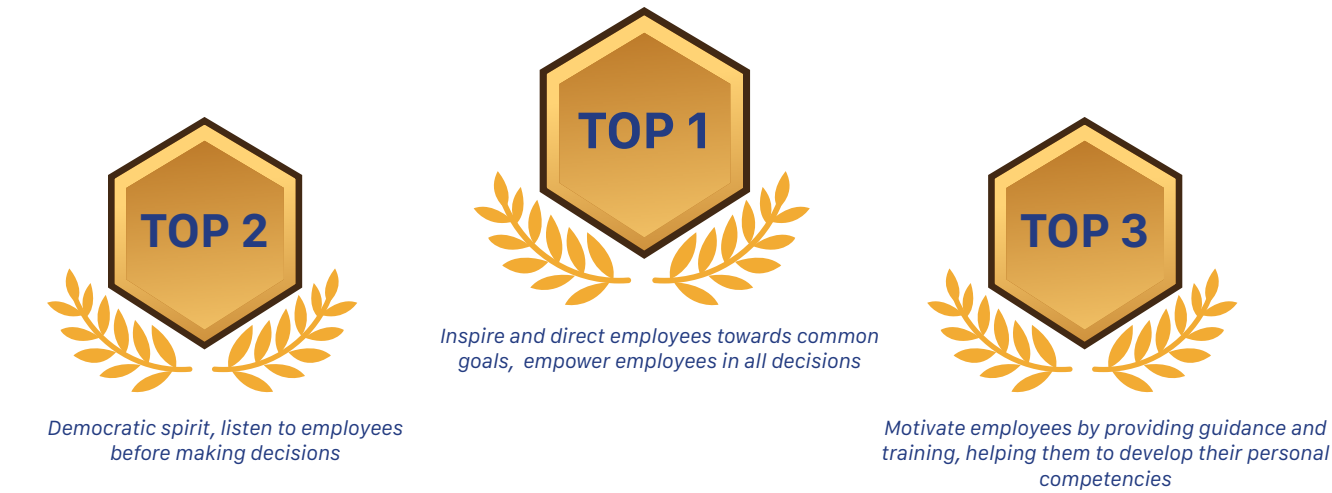 TOP 1
Inspire and direct employees towards common
goals,  empower employees in all decisions
TOP 2
Democratic spirit, listen to employees
before making decisions
TOP 3
Motivate employees by providing guidance and
training, helping them to develop their personal
competencies